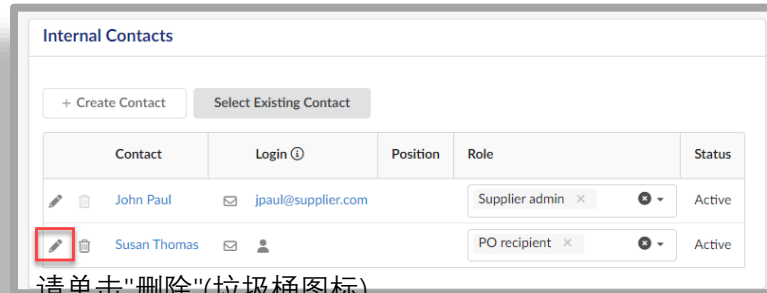 Internal Contacts
+ Create Contact Select Existing Contact
Contact Login Position Role Status
John Paul jpaul@supplier.com Supplier admin × Active
Susan Thomas PO recipient × Active
请单击"删除"(垃圾桶图标)